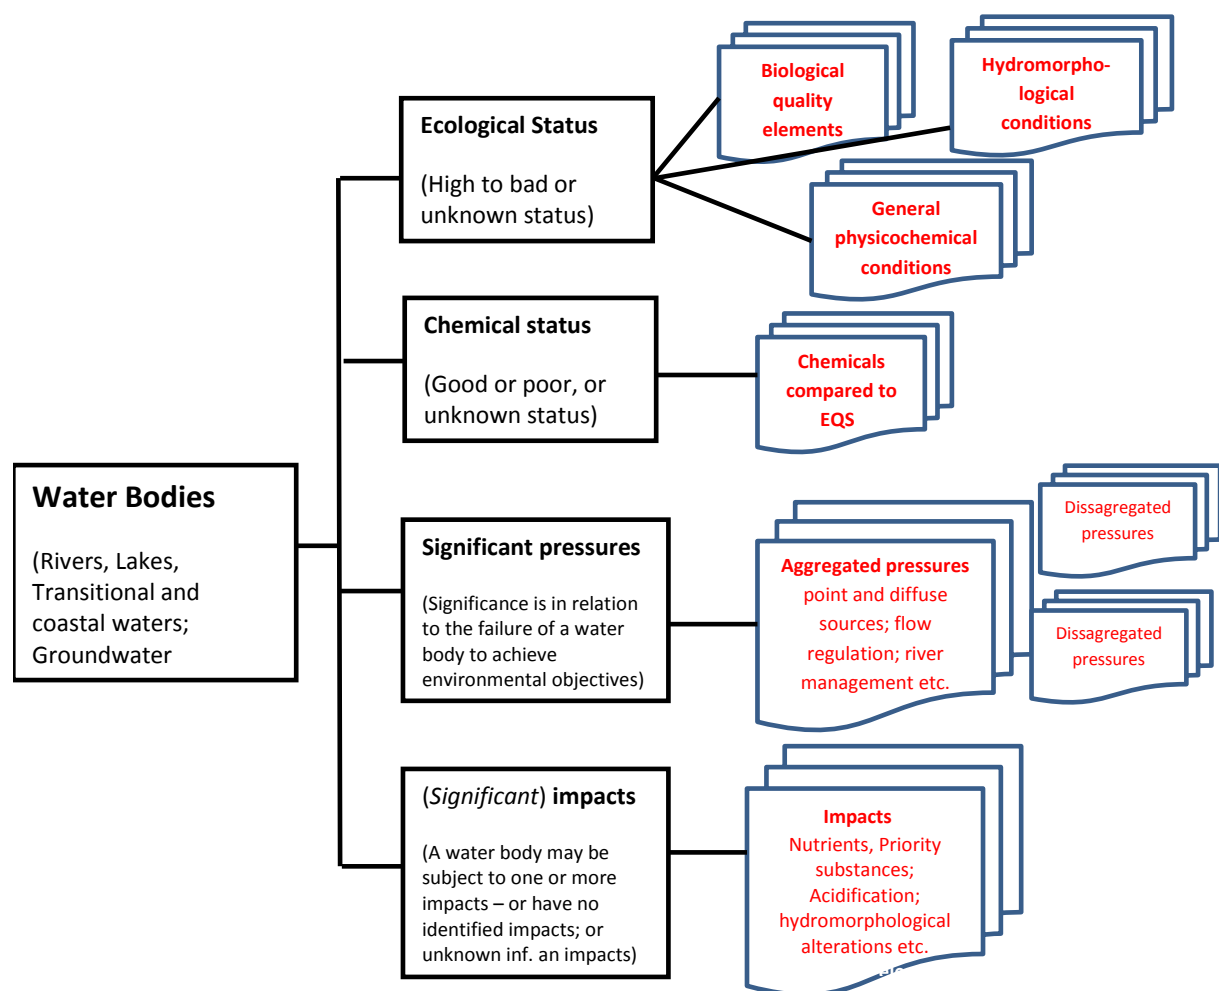 Water Bodies
(Rivers, Lakes,
Transitional and
coastal waters;
Groundwater
Ecological Status
(High to bad or
unknown status)
Biological
quality
elements
Hydromorpho-
logical
conditions
General
physicochemical
conditions
Chemical status
(Good or poor, or
unknown status)
Chemicals
compared to
EQS
Significant pressures
(Significance is in relation
to the failure of a water
body to achieve
environmental objectives)
Aggregated pressures
point and diffuse
sources; flow
regulation; river
management etc.
Dissagregated
pressures
Dissagregated
pressures
(Significant) impacts
(A water body may be
subject to one or more
impacts – or have no
identified impacts; or
unknown inf. an impacts)
Impacts
Nutrients, Priority
substances;
Acidification;
hydromorphological
alterations etc.